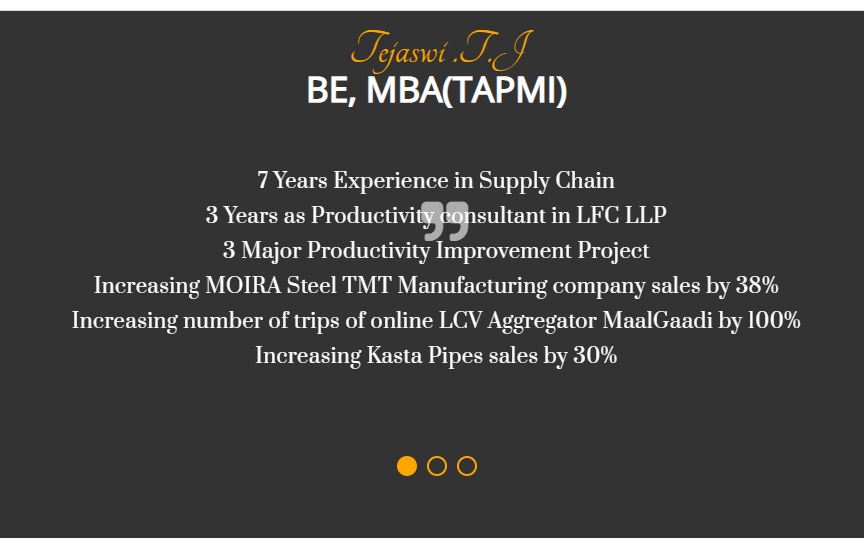 Tejaswi .T.J
BE, MBA(TAPMI)
7 Years Experience in Supply Chain
3 Years as Productivity consultant in LFC LLP
3 Major Productivity Improvement Project
Increasing MOIRA Steel TMT Manufacturing company sales by 38%
Increasing number of trips of online LCV Aggregator MaalGaadi by 100%
Increasing Kasta Pipes sales by 30%